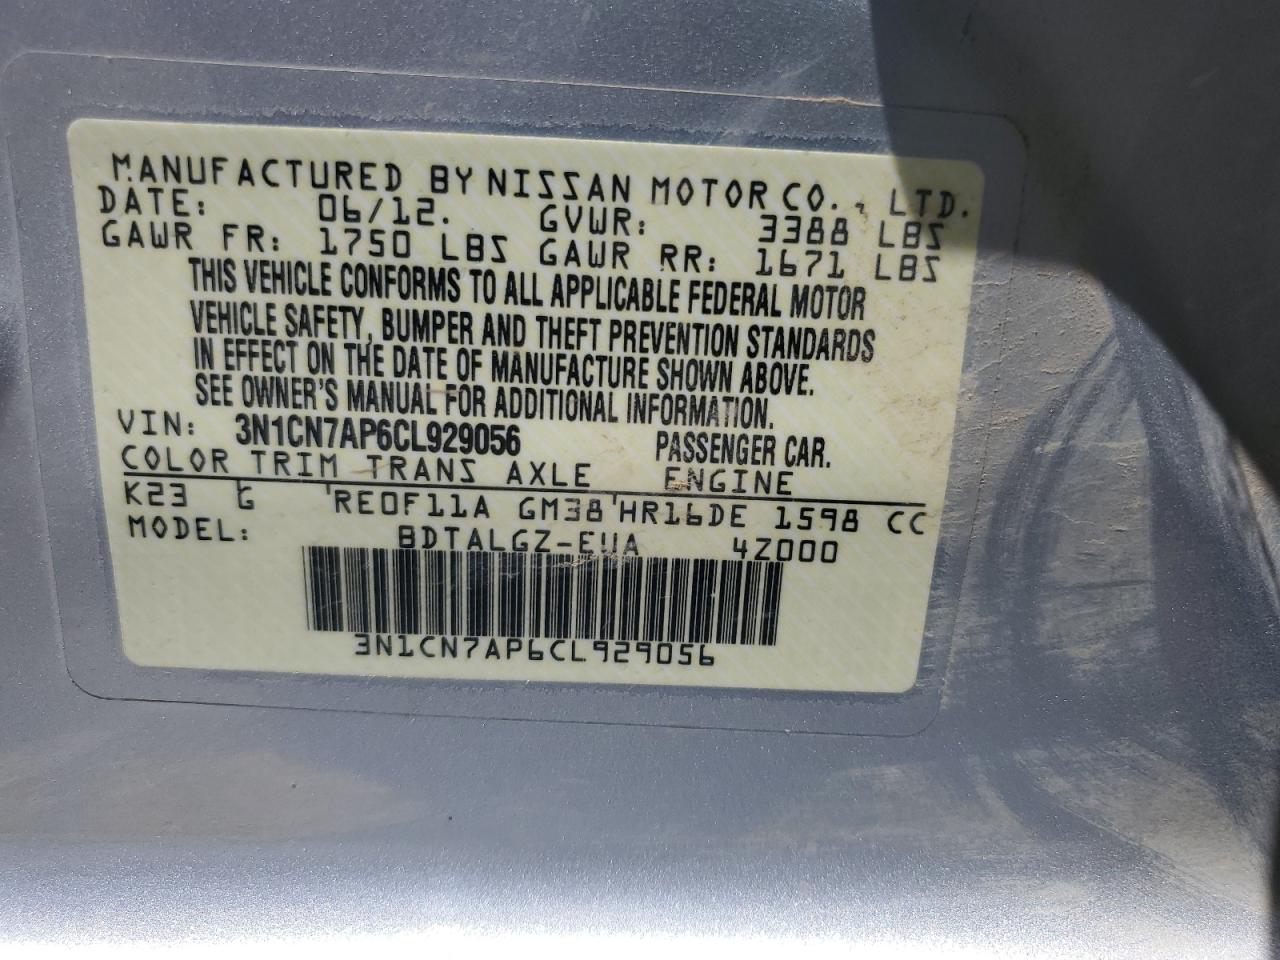 MANUFACTURED BY NISSAN MOTOR CO., LTD.
DATE: 06/12. GVWR: 3388 LBS
GAWR FR: 1750 LBS GAWR RR: 1671 LBS
THIS VEHICLE CONFORMS TO ALL APPLICABLE FEDERAL MOTOR
VEHICLE SAFETY, BUMPER AND THEFT PREVENTION STANDARDS
IN EFFECT ON THE DATE OF MANUFACTURE SHOWN ABOVE.
SEE OWNER'S MANUAL FOR ADDITIONAL INFORMATION.
VIN: 3N1CN7AP6CL929056 PASSENGER CAR.
COLOR TRIM TRANS AXLE ENGINE
K23 G RE0F11A GM38 HR16DE 1598 CC
MODEL: BDTALGZ-EUA 4Z000
3N1CN7AP6CL929056